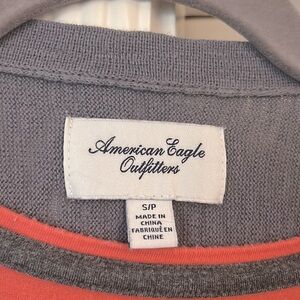 American Eagle
Outfitters
S/P
MADE IN
CHINA
FABRIQUÉ EN
CHINE